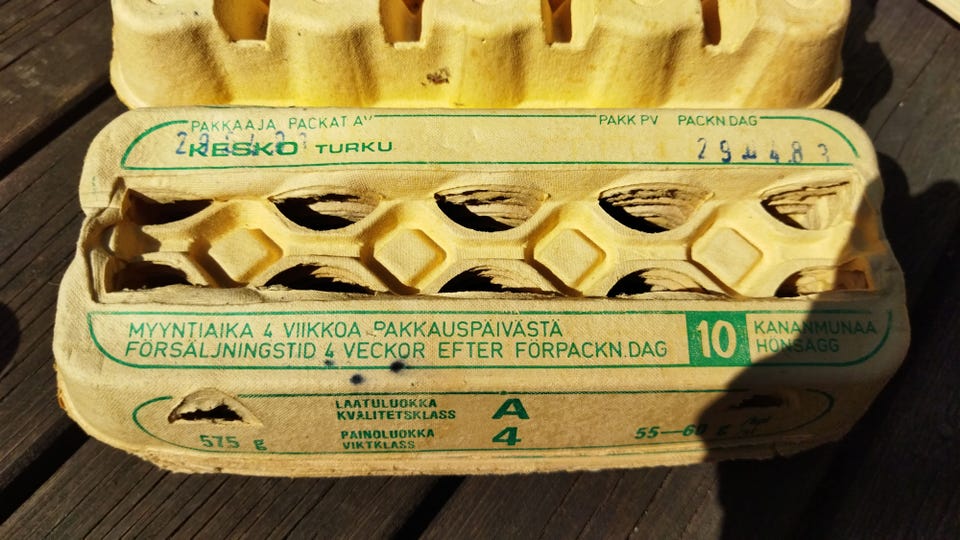 PAKKAAJA PACKAT AV
KESKO TURKU
PAKK PV PACKN DAG
29 4 83
MYYNTIAIKA 4 VIIKKOA PAKKAUSPÄIVÄSTÄ
FÖRSÄLJNINGSTID 4 VECKOR EFTER FÖRPACKN.DAG
10
KANANMUNAA
HÖNSÄGG
575 g
LAATULUOKKA
KVALITETSKLASS
A
PAINOLUOKKA
VIKTKLASS
4
55—60 g